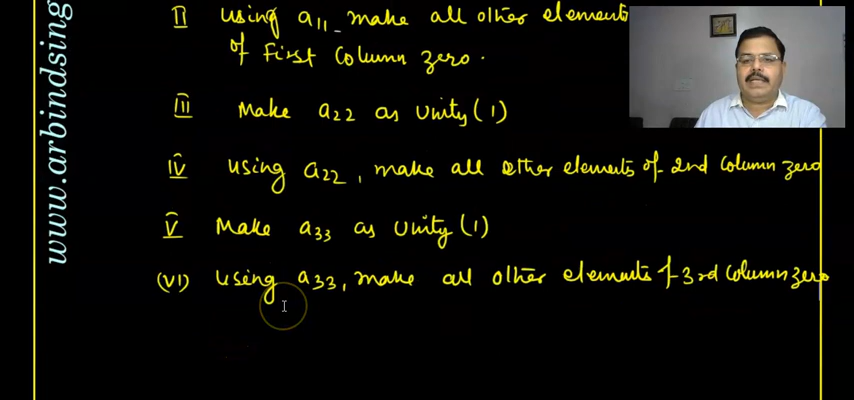 www.arbindsing
II using a11 make all other elements
of First Column zero.
III Make a22 as Unity (1)
IV using a22, make all other elements of 2nd column zero
V Make a33 as Unity (1)
(VI) using a33, make all other elements of 3rd column zero